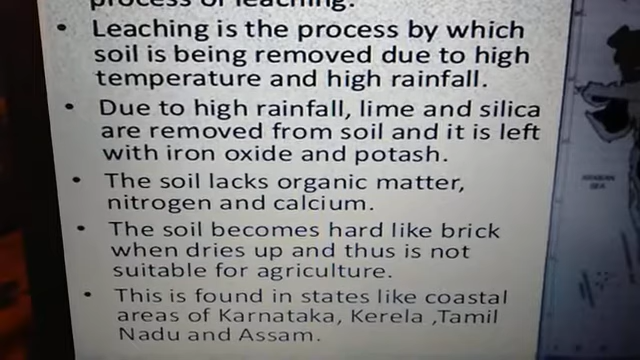 process of leaching.
• Leaching is the process by which
soil is being removed due to high
temperature and high rainfall.
• Due to high rainfall, lime and silica
are removed from soil and it is left
with iron oxide and potash.
• The soil lacks organic matter,
nitrogen and calcium.
• The soil becomes hard like brick
when dries up and thus is not
suitable for agriculture.
• This is found in states like coastal
areas of Karnataka, Kerela ,Tamil
Nadu and Assam.
ARABIAN
SEA